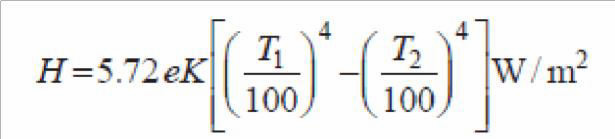 H = 5.72 eK[(T₁/100)⁴ − (T₂/100)⁴] W / m²